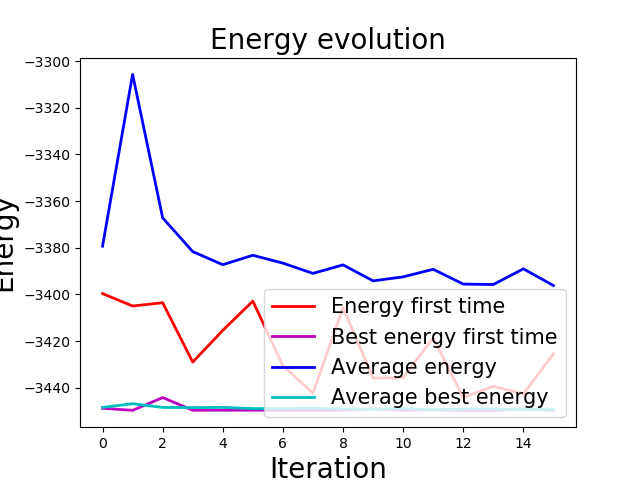 Energy evolution
Energy
−3300
−3320
−3340
−3360
−3380
−3400
−3420
−3440
Energy first time
Best energy first time
Average energy
Average best energy
0 2 4 6 8 10 12 14
Iteration